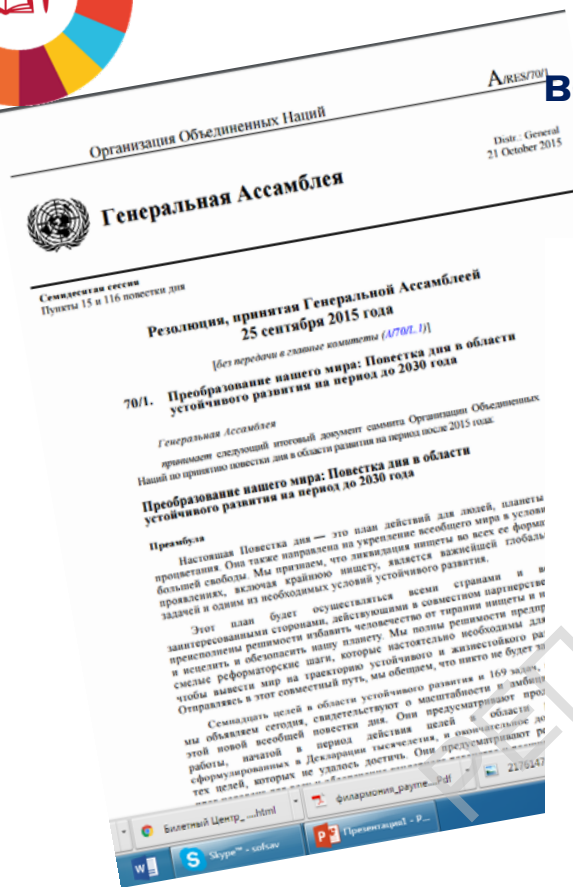 В
A/RES/70/1
Организация Объединенных Наций
Distr.: General
21 October 2015
Генеральная Ассамблея
Семидесятая сессия
Пункты 15 и 116 повестки дня
Резолюция, принятая Генеральной Ассамблеей
25 сентября 2015 года
[без передачи в главные комитеты (A/70/L.1)]
70/1. Преобразование нашего мира: Повестка дня в области
устойчивого развития на период до 2030 года
Генеральная Ассамблея
принимает следующий итоговый документ саммита Организации Объединенных
Наций по принятию повестки дня в области развития на период после 2015 года:
Преобразование нашего мира: Повестка дня в области
устойчивого развития на период до 2030 года
Преамбула
Настоящая Повестка дня — это план действий для людей, планеты
процветания. Она также направлена на укрепление всеобщего мира в услови
большей свободы. Мы признаем, что ликвидация нищеты во всех ее форма
проявлениях, включая крайнюю нищету, является важнейшей глобаль
задачей и одним из необходимых условий устойчивого развития.
Этот план будет осуществляться всеми странами и
заинтересованными сторонами, действующими в совместном партнерстве
преисполнены решимости избавить человечество от тирании нищеты и н
и исцелить и обезопасить нашу планету. Мы полны решимости предпр
смелые реформаторские шаги, которые настоятельно необходимы для
чтобы вывести мир на траекторию устойчивого и жизнестойкого ра
Отправляясь в этот совместный путь, мы обещаем, что никто не будет за
Семнадцать целей в области устойчивого развития и 169 задач,
мы объявляем сегодня, свидетельствуют о масштабности и амбици
этой новой всеобщей повестки дня. Они предусматривают прод
работы, начатой в период действия целей в области
сформулированных в Декларации тысячелетия, и окончательное до
тех целей, которых не удалось достичь. Они предусматривают ре
Билетный Центр_ ....html
филармония_payme....Pdf
2176147
Skype™ - sofsav
Презентация1 - P...